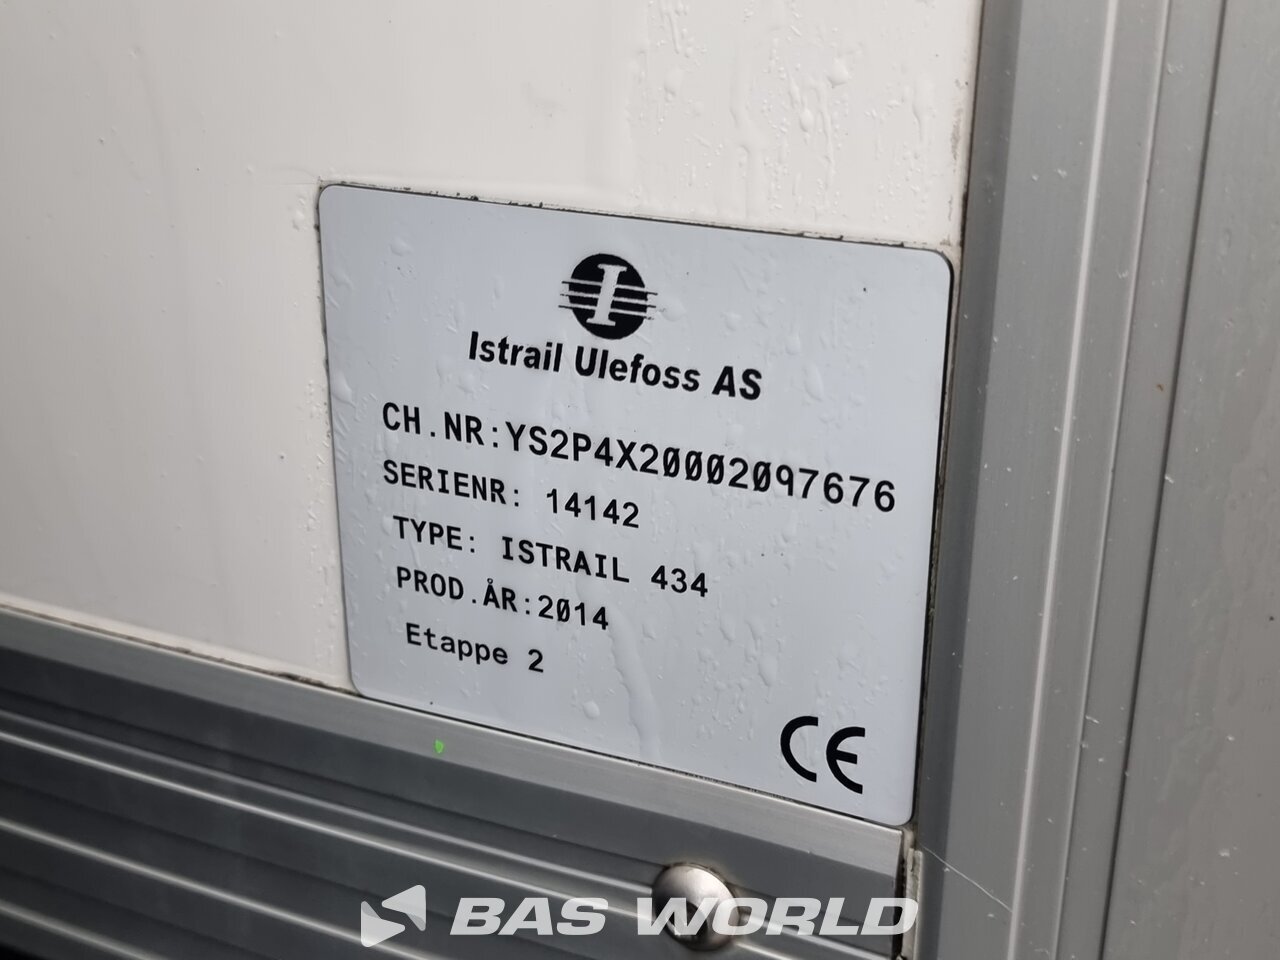 I
Istrail Ulefoss AS
CH.NR:YS2P4X20002097676
SERIENR: 14142
TYPE: ISTRAIL 434
PROD.ÅR:2014
Etappe 2
CE
BAS WORLD